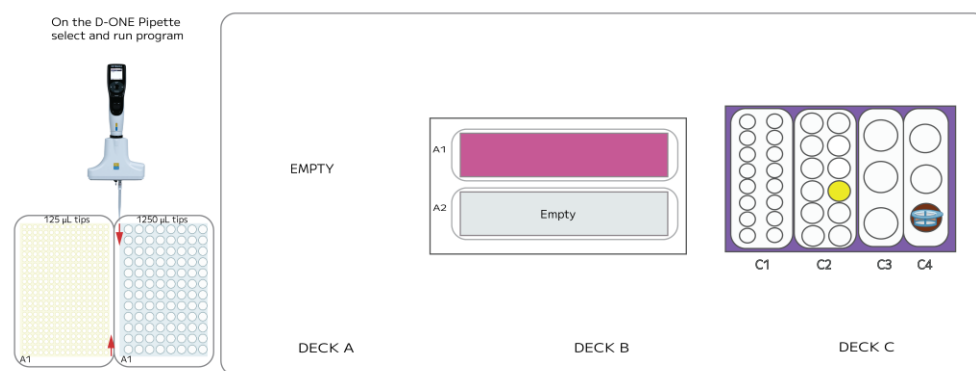 On the D-ONE Pipette
select and run program
125 µL tips
1250 µL tips
A1
A1
EMPTY
DECK A
A1
A2
Empty
DECK B
C1
C2
C3
C4
DECK C